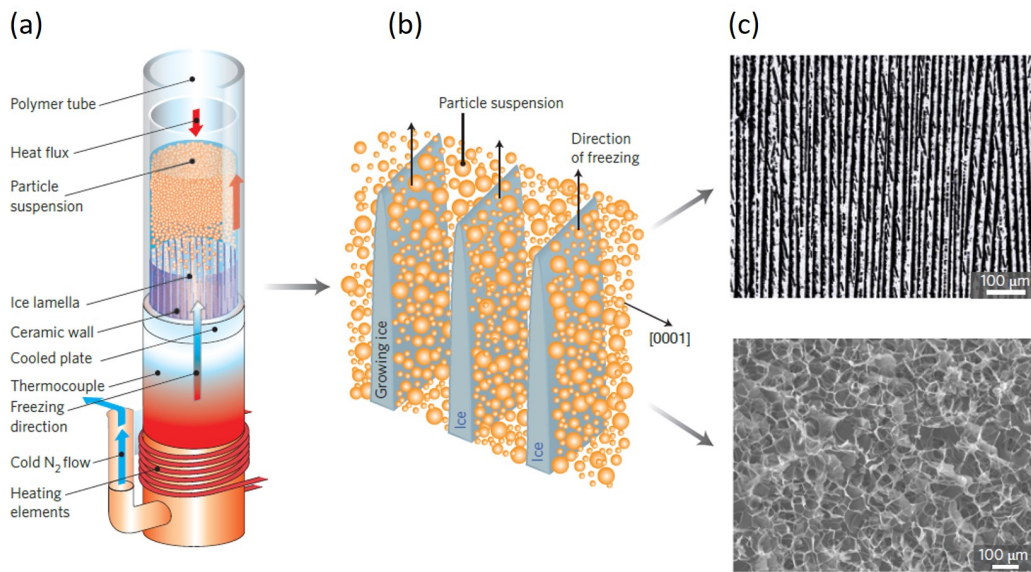 (a)
Polymer tube
Heat flux
Particle
suspension
Ice lamella
Ceramic wall
Cooled plate
Thermocouple
Freezing
direction
Cold N₂ flow
Heating
elements
(b)
Particle suspension
Direction
of freezing
[0001]
Growing ice
Ice
Ice
(c)
100 μm
100 μm